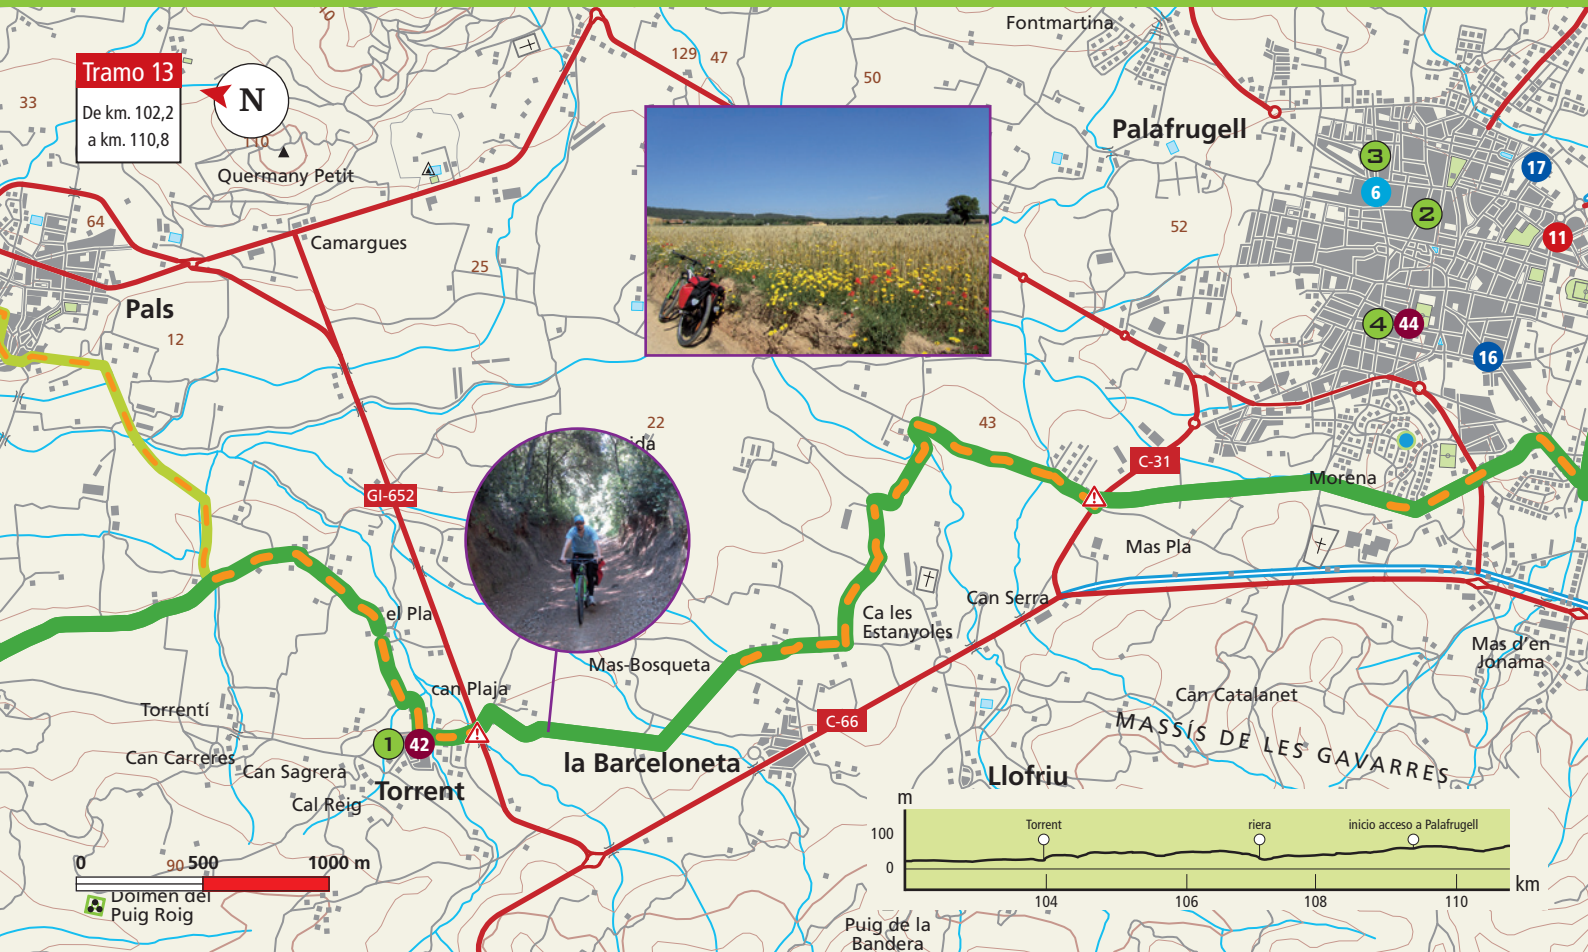 Fontmartina
40
129
47
50
33
Tramo 13
De km. 102,2
a km. 110,8
N
110
Quermany Petit
Palafrugell
3
6
2
17
11
64
Camargues
25
52
Pals
12
4
44
16
22
43
GI-652
C-31
Morena
Mas Pla
Can Serra
el Pla
Ca les
Estanyoles
Mas-Bosqueta
Mas d'en
Jonama
can Plaja
Can Catalanet
Torrentí
MASSÍS DE LES GAVARRES
C-66
1
42
Can Carreres
Can Sagrera
la Barceloneta
Llofriu
Torrent
Cal Reig
0
500
1000 m
90
Dolmen del
Puig Roig
m
100
0
Torrent
riera
inicio acceso a Palafrugell
km
104
106
108
110
Puig de la
Bandera